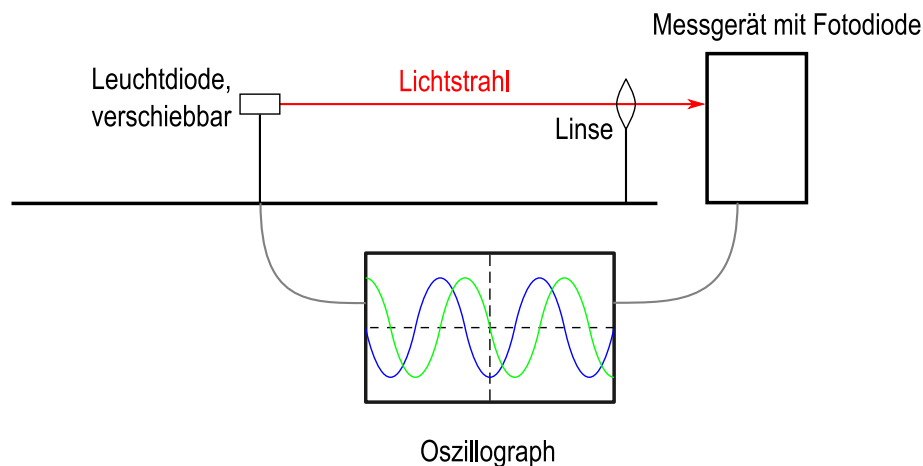 Messgerät mit Fotodiode
Leuchtdiode,
verschiebbar
Lichtstrahl
Linse
Oszillograph